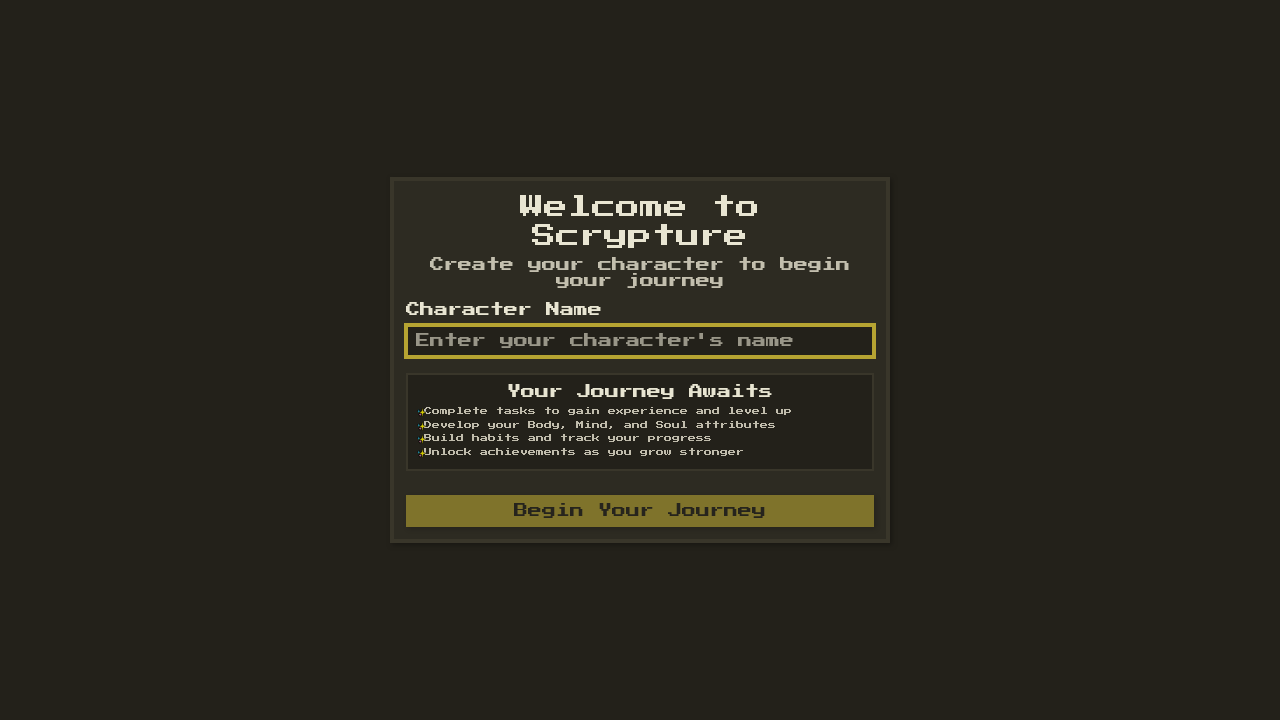 Welcome to
Scrypture
Create your character to begin
your journey
Character Name
Enter your character's name
Your Journey Awaits
Complete tasks to gain experience and level up
Develop your Body, Mind, and Soul attributes
Build habits and track your progress
Unlock achievements as you grow stronger
Begin Your Journey